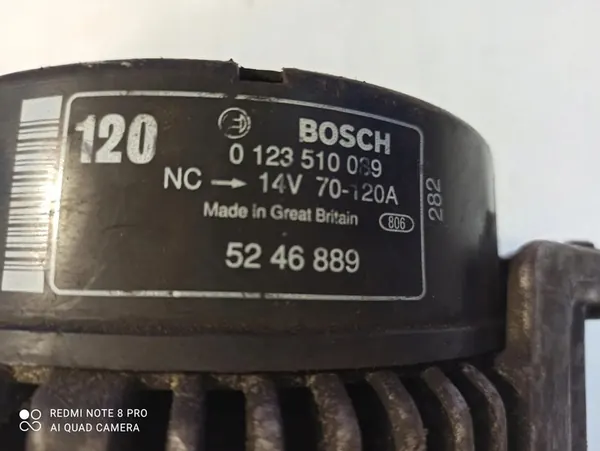 120
BOSCH
0 123 510 089
NC → 14V 70-120A
Made in Great Britain
806
282
52 46 889
REDMI NOTE 8 PRO
AI QUAD CAMERA